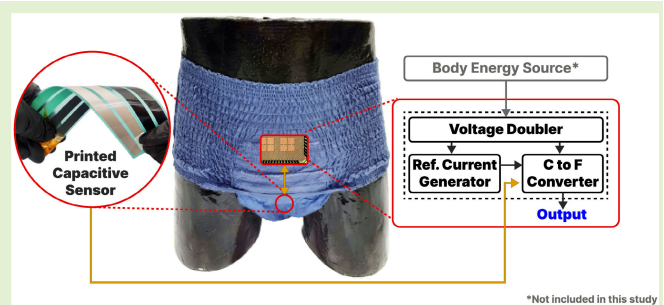 Printed
Capacitive
Sensor
Body Energy Source*
Voltage Doubler
Ref. Current
Generator
C to F
Converter
Output
*Not included in this study